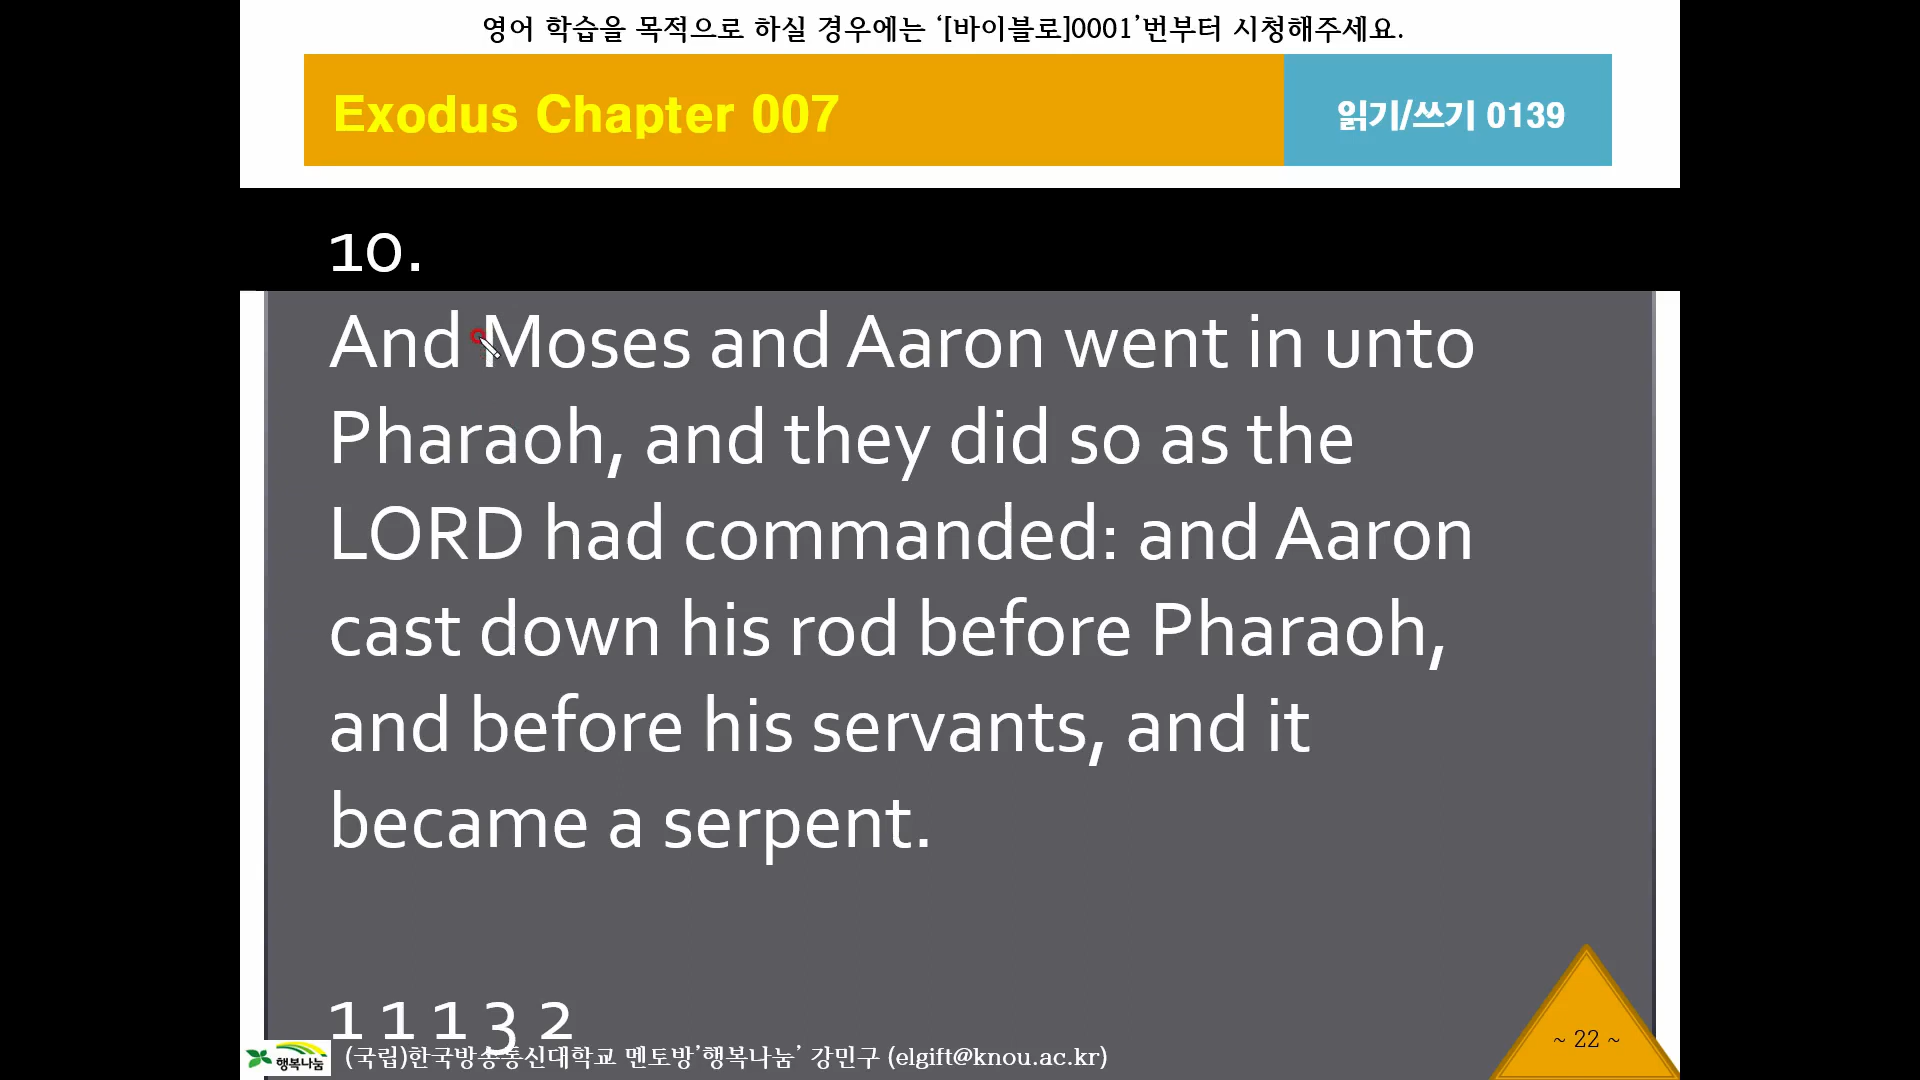 영어 학습을 목적으로 하실 경우에는 ‘[바이블로]0001’번부터 시청해주세요.
Exodus Chapter 007
읽기/쓰기 0139
10.
And Moses and Aaron went in unto
Pharaoh, and they did so as the
LORD had commanded: and Aaron
cast down his rod before Pharaoh,
and before his servants, and it
became a serpent.
1 1 1 3 2
행복나눔
(국립)한국방송통신대학교 멘토방’행복나눔’ 강민구 (elgift@knou.ac.kr)
~ 22 ~